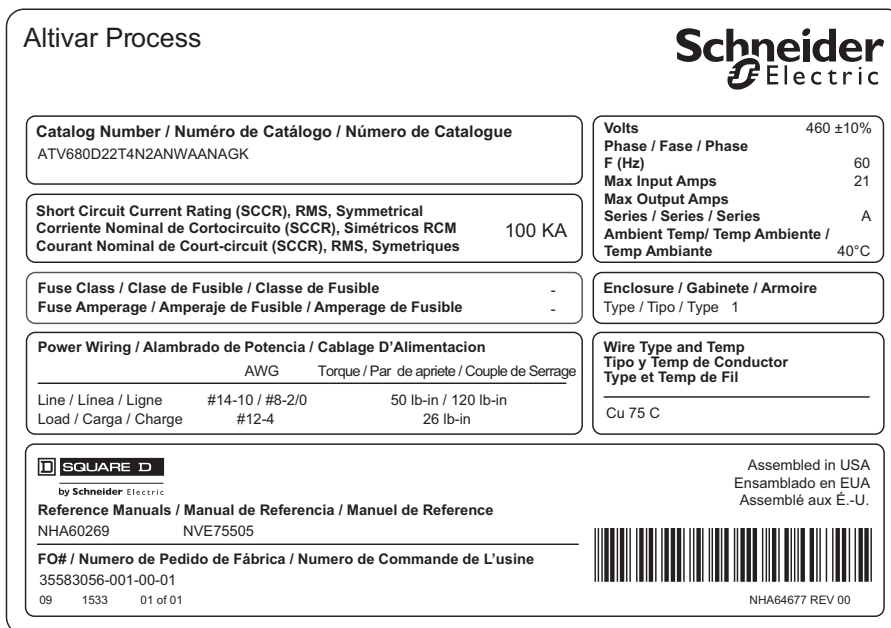 Altivar Process
Schneider
Electric
Catalog Number / Numéro de Catálogo / Número de Catalogue
ATV680D22T4N2ANWAANAGK
Volts 460 ±10%
Phase / Fase / Phase
F (Hz) 60
Max Input Amps 21
Max Output Amps
Series / Series / Series A
Ambient Temp/ Temp Ambiente /
Temp Ambiante 40°C
Short Circuit Current Rating (SCCR), RMS, Symmetrical
Corriente Nominal de Cortocircuito (SCCR), Simétricos RCM
Courant Nominal de Court-circuit (SCCR), RMS, Symetriques
100 KA
Fuse Class / Clase de Fusible / Classe de Fusible -
Fuse Amperage / Amperaje de Fusible / Amperage de Fusible -
Enclosure / Gabinete / Armoire
Type / Tipo / Type 1
Power Wiring / Alambrado de Potencia / Cablage D'Alimentacion
AWG Torque / Par de apriete / Couple de Serrage
Line / Línea / Ligne #14-10 / #8-2/0 50 lb-in / 120 lb-in
Load / Carga / Charge #12-4 26 lb-in
Wire Type and Temp
Tipo y Temp de Conductor
Type et Temp de Fil
Cu 75 C
D SQUARE D
by Schneider Electric
Reference Manuals / Manual de Referencia / Manuel de Reference
NHA60269 NVE75505
FO# / Numero de Pedido de Fábrica / Numero de Commande de L'usine
35583056-001-00-01
09 1533 01 of 01
Assembled in USA
Ensamblado en EUA
Assemblé aux É.-U.
NHA64677 REV 00